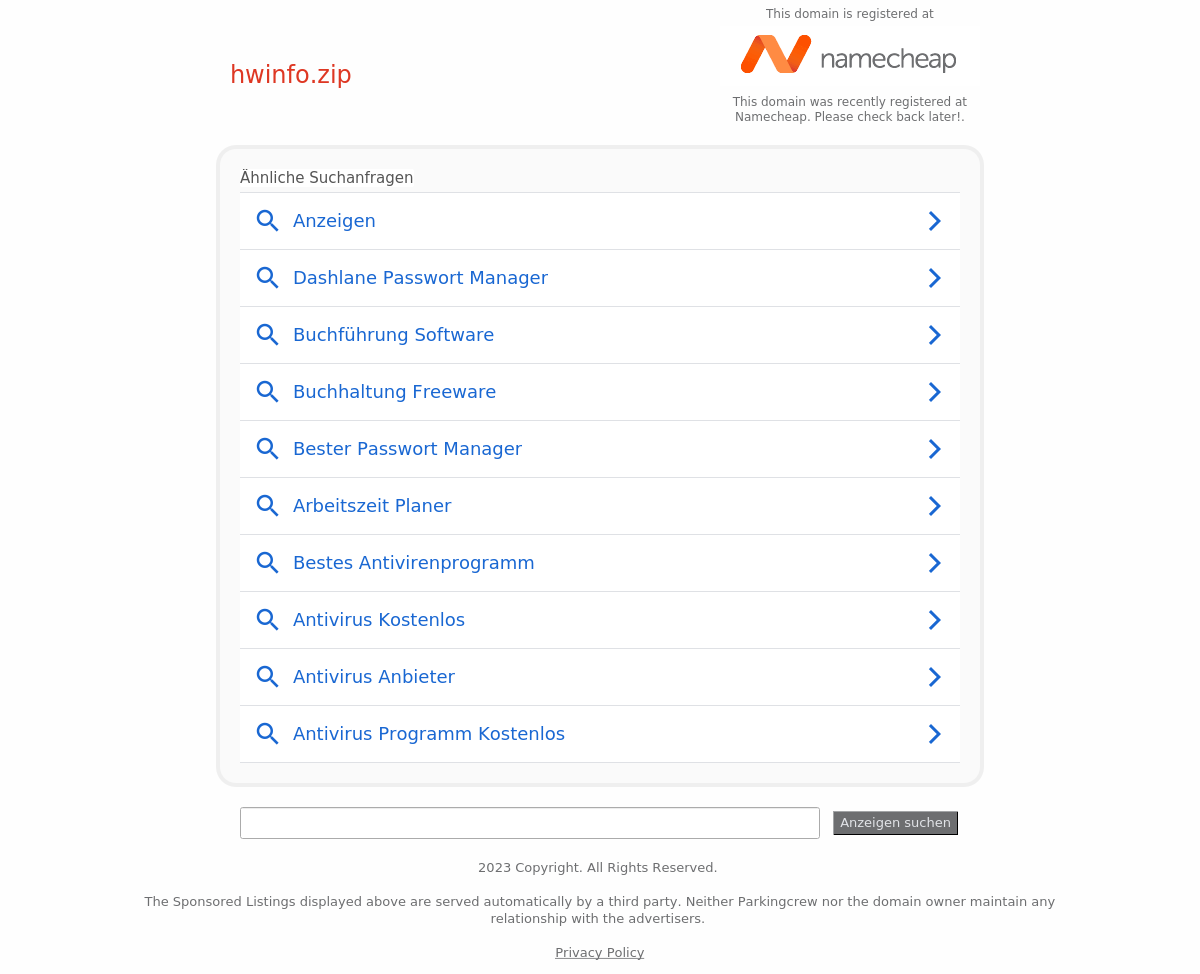 This domain is registered at
namecheap
hwinfo.zip
This domain was recently registered at
Namecheap. Please check back later!.
Ähnliche Suchanfragen
Anzeigen
Dashlane Passwort Manager
Buchführung Software
Buchhaltung Freeware
Bester Passwort Manager
Arbeitszeit Planer
Bestes Antivirenprogramm
Antivirus Kostenlos
Antivirus Anbieter
Antivirus Programm Kostenlos
Anzeigen suchen
2023 Copyright. All Rights Reserved.
The Sponsored Listings displayed above are served automatically by a third party. Neither Parkingcrew nor the domain owner maintain any
relationship with the advertisers.
Privacy Policy